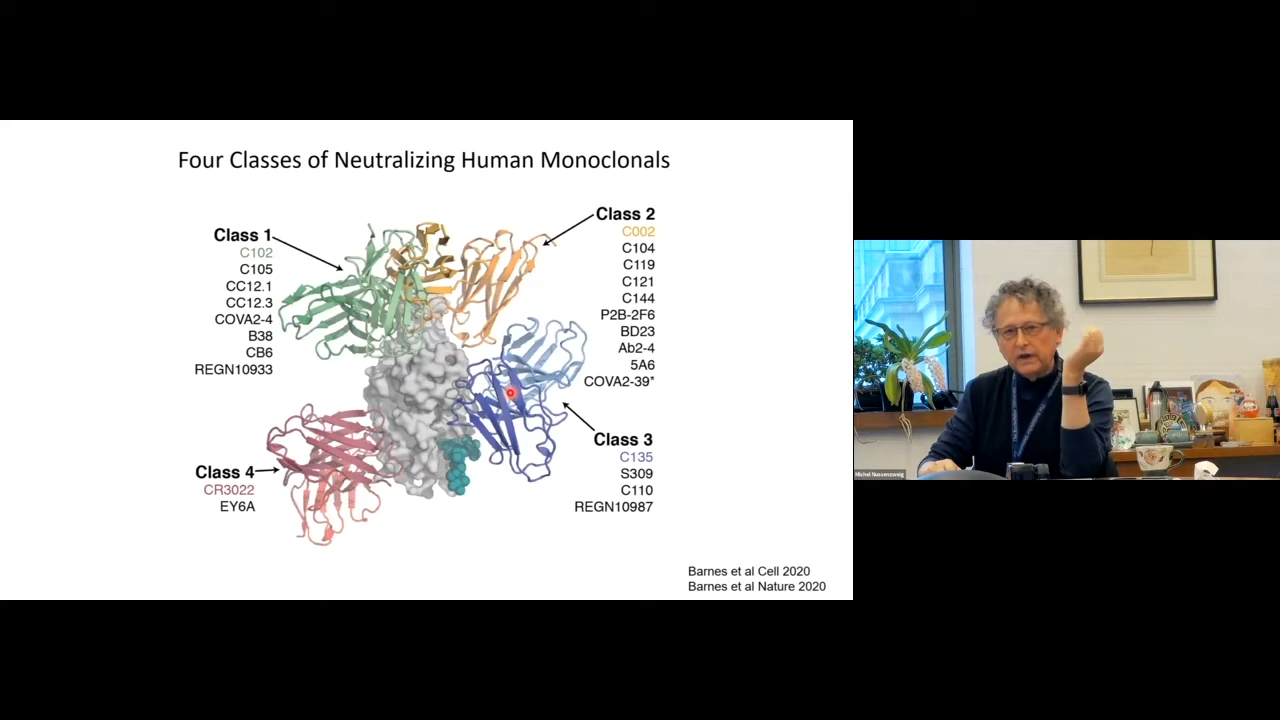 Four Classes of Neutralizing Human Monoclonals
Class 1
C102
C105
CC12.1
CC12.3
COVA2-4
B38
CB6
REGN10933
Class 2
C002
C104
C119
C121
C144
P2B-2F6
BD23
Ab2-4
5A6
COVA2-39*
Class 3
C135
S309
C110
REGN10987
Class 4
CR3022
EY6A
Barnes et al Cell 2020
Barnes et al Nature 2020
Michel Nussenzweig